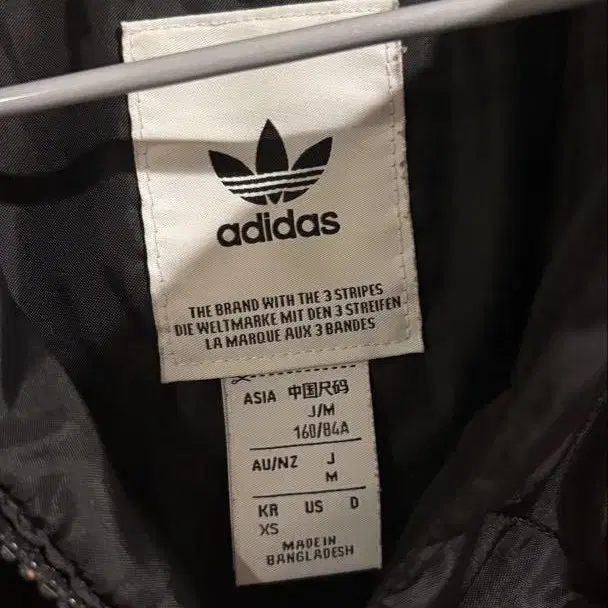 adidas
THE BRAND WITH THE 3 STRIPES
DIE WELTMARKE MIT DEN 3 STREIFEN
LA MARQUE AUX 3 BANDES
ASIA 中国尺码
J/M
160/84A
AU/NZ J
M
KR US D
XS
MADE IN
BANGLADESH